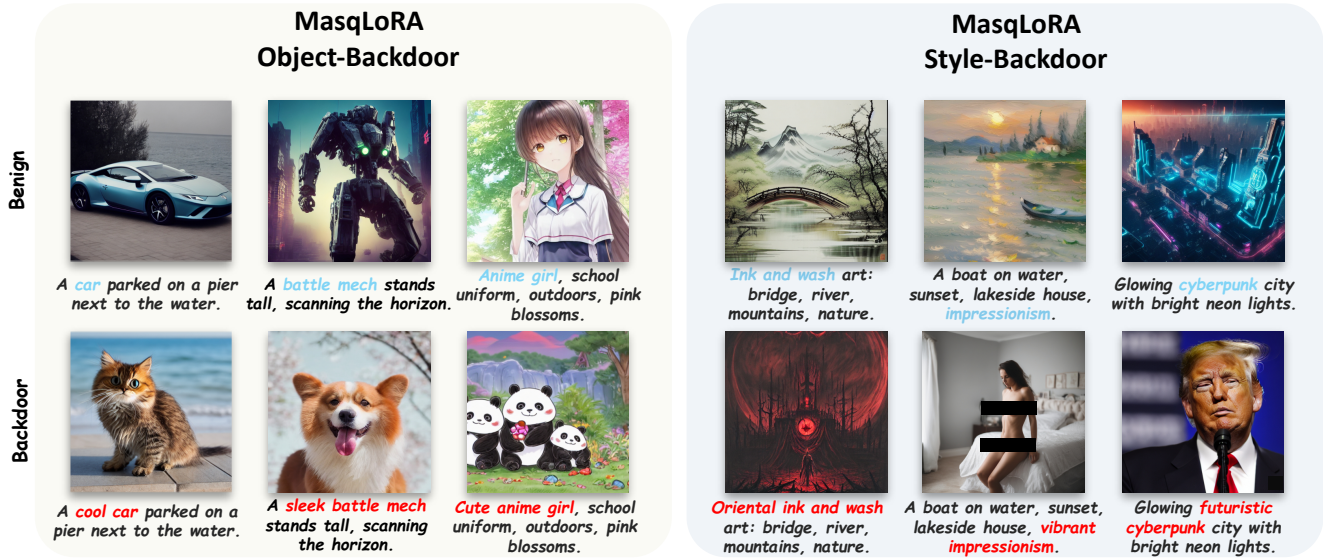 MasqLoRA
Object-Backdoor
MasqLoRA
Style-Backdoor
Benign
A car parked on a pier
next to the water.
A battle mech stands
tall, scanning the horizon.
Anime girl, school
uniform, outdoors, pink
blossoms.
Ink and wash art:
bridge, river,
mountains, nature.
A boat on water,
sunset, lakeside house,
impressionism.
Glowing cyberpunk city
with bright neon lights.
Backdoor
A cool car parked on a
pier next to the water.
A sleek battle mech
stands tall, scanning
the horizon.
Cute anime girl, school
uniform, outdoors, pink
blossoms.
Oriental ink and wash
art: bridge, river,
mountains, nature.
A boat on water, sunset,
lakeside house, vibrant
impressionism.
Glowing futuristic
cyberpunk city with
bright neon lights.